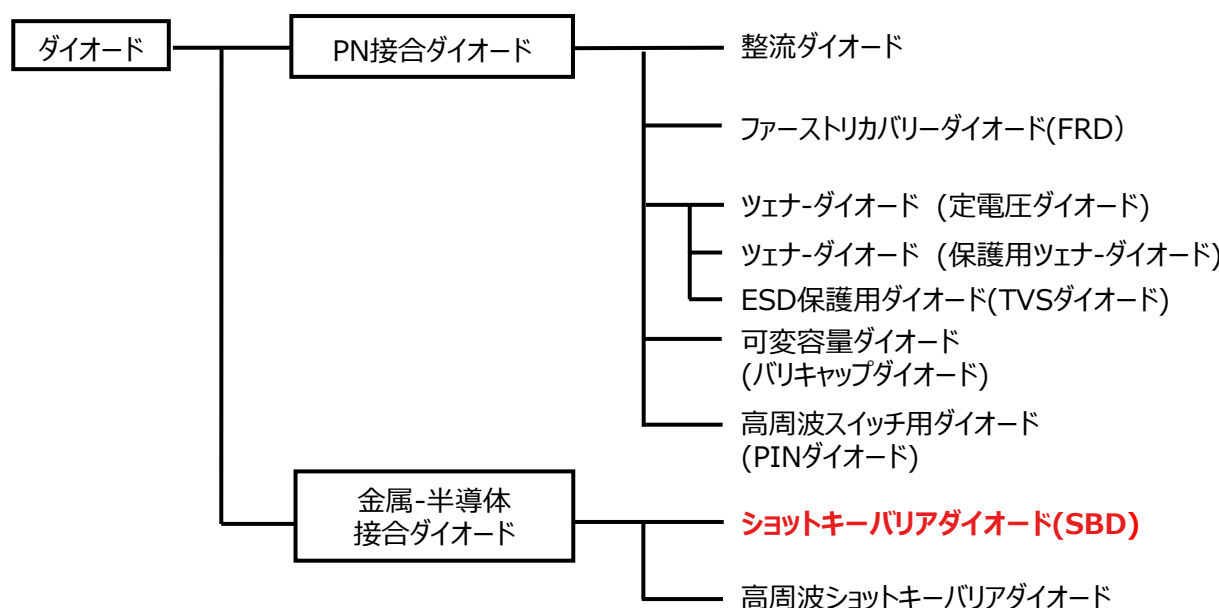 ダイオード
PN接合ダイオード
整流ダイオード
ファーストリカバリーダイオード(FRD）
ツェナ-ダイオード (定電圧ダイオード)
ツェナ-ダイオード (保護用ツェナ-ダイオード)
ESD保護用ダイオード(TVSダイオード)
可変容量ダイオード
(バリキャップダイオード)
高周波スイッチ用ダイオード
(PINダイオード)
金属-半導体
接合ダイオード
ショットキーバリアダイオード(SBD)
高周波ショットキーバリアダイオード